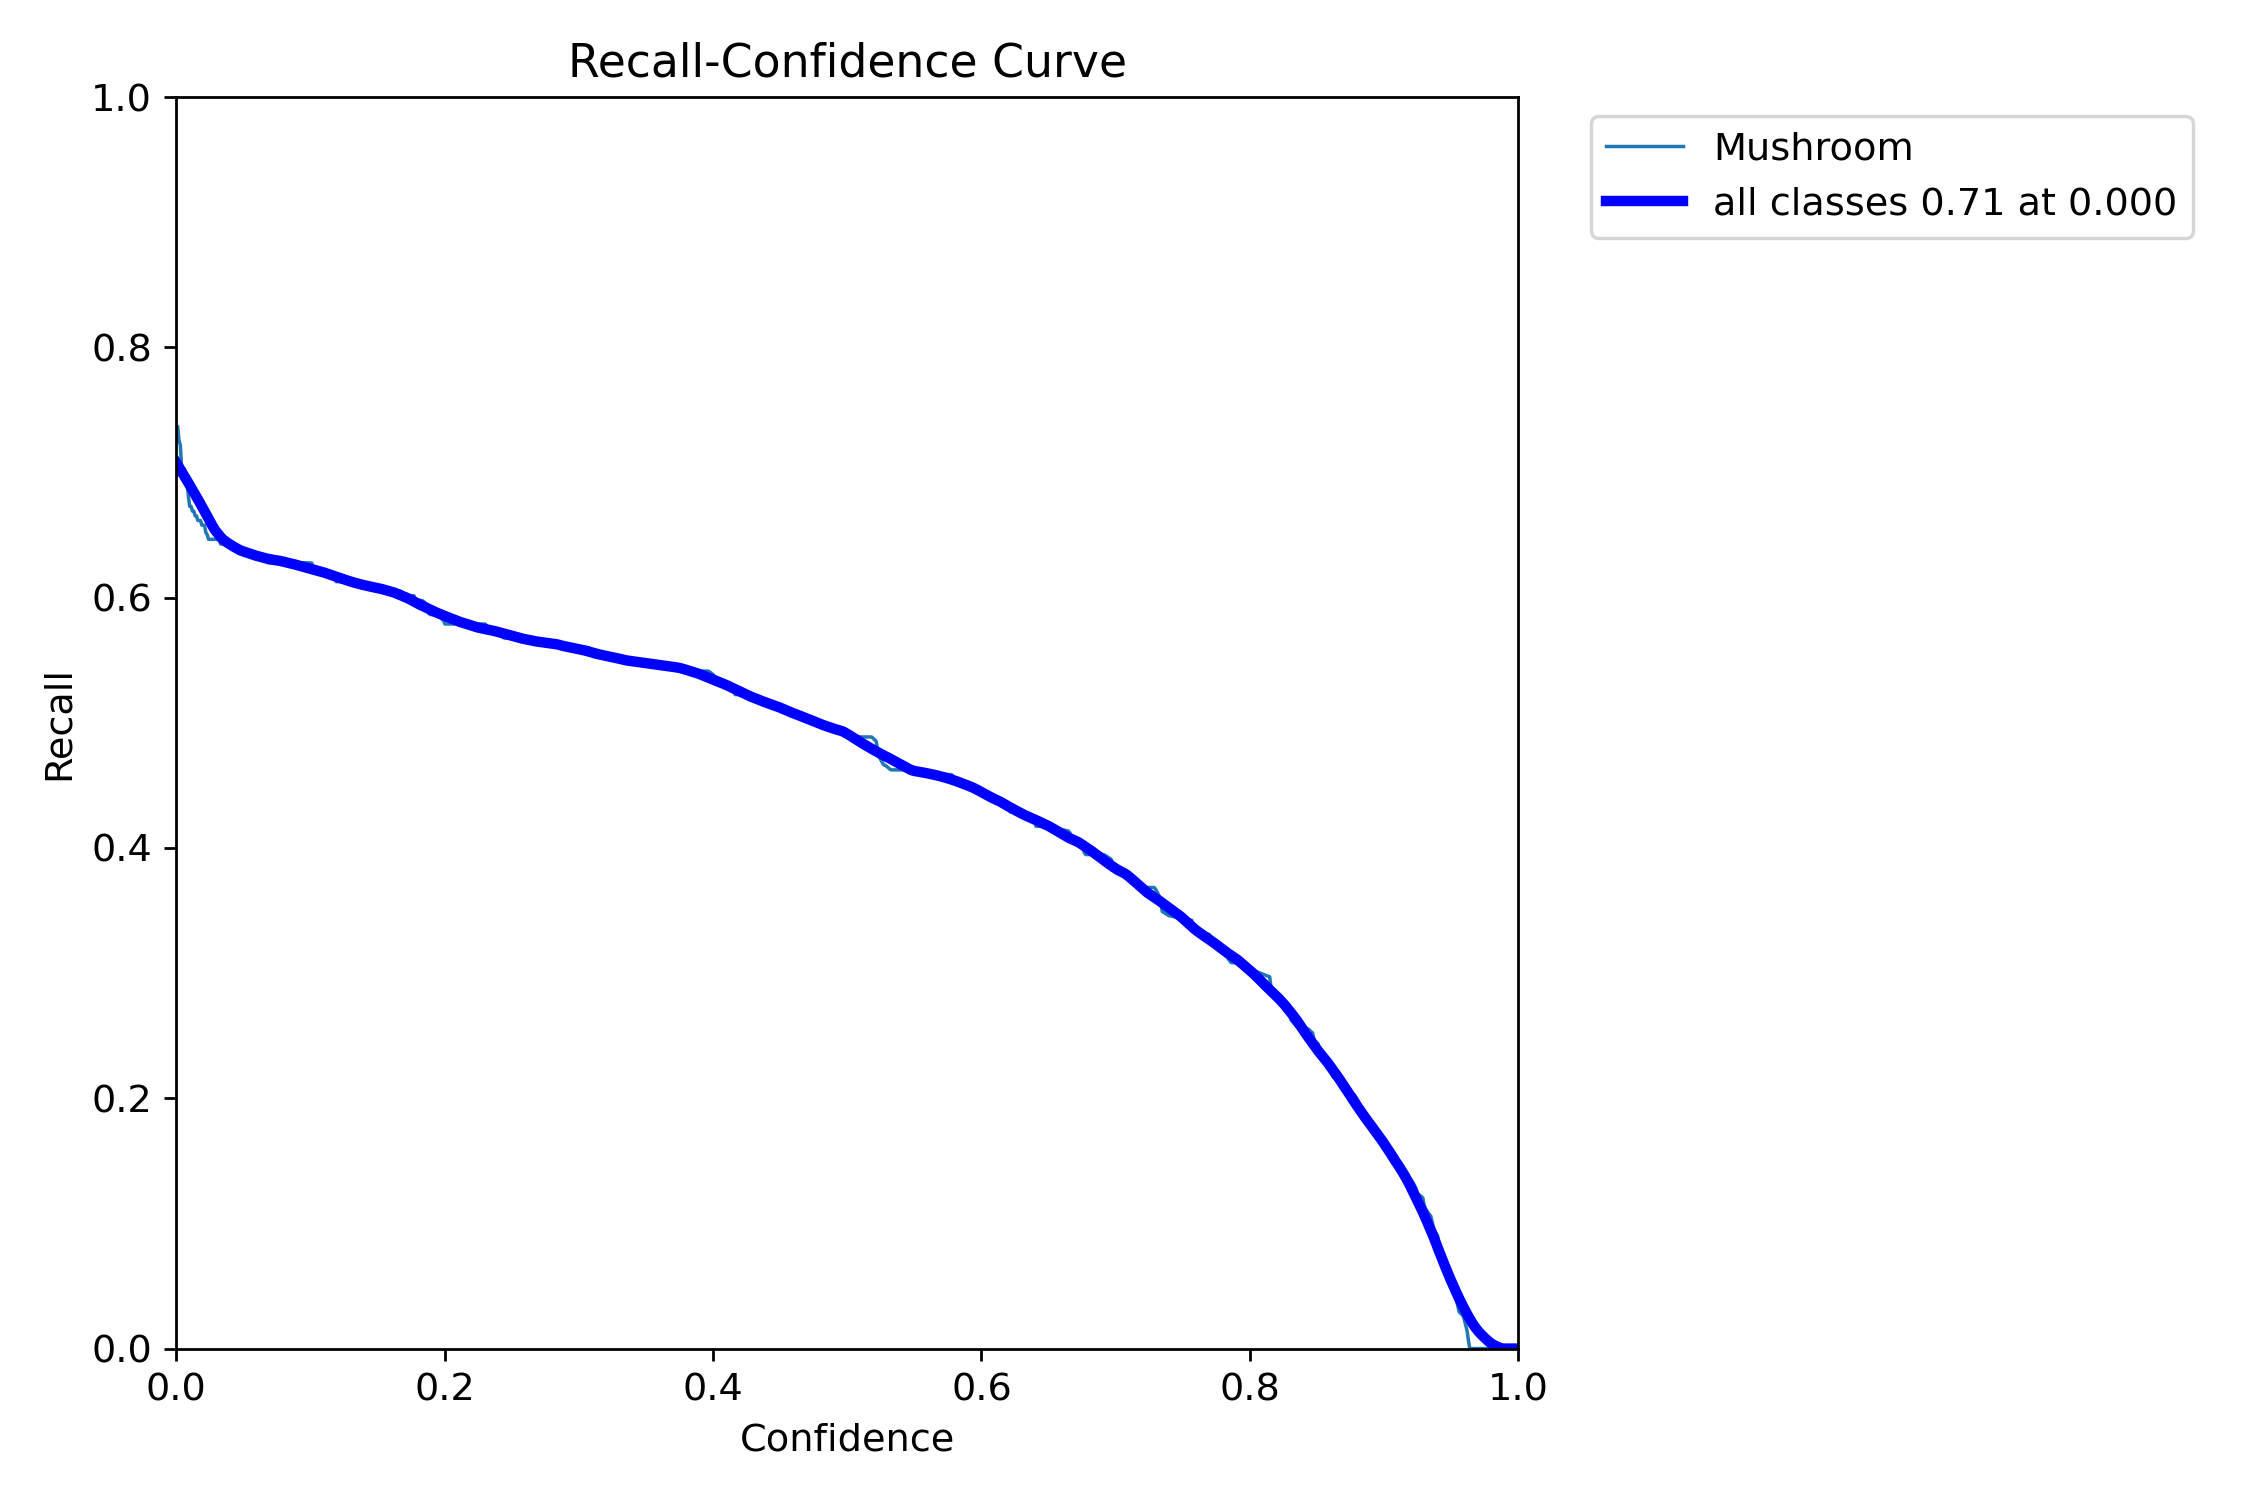 Recall-Confidence Curve
1.0
0.8
0.6
0.4
0.2
0.0
Recall
0.0 0.2 0.4 0.6 0.8 1.0
Confidence
Mushroom
all classes 0.71 at 0.000